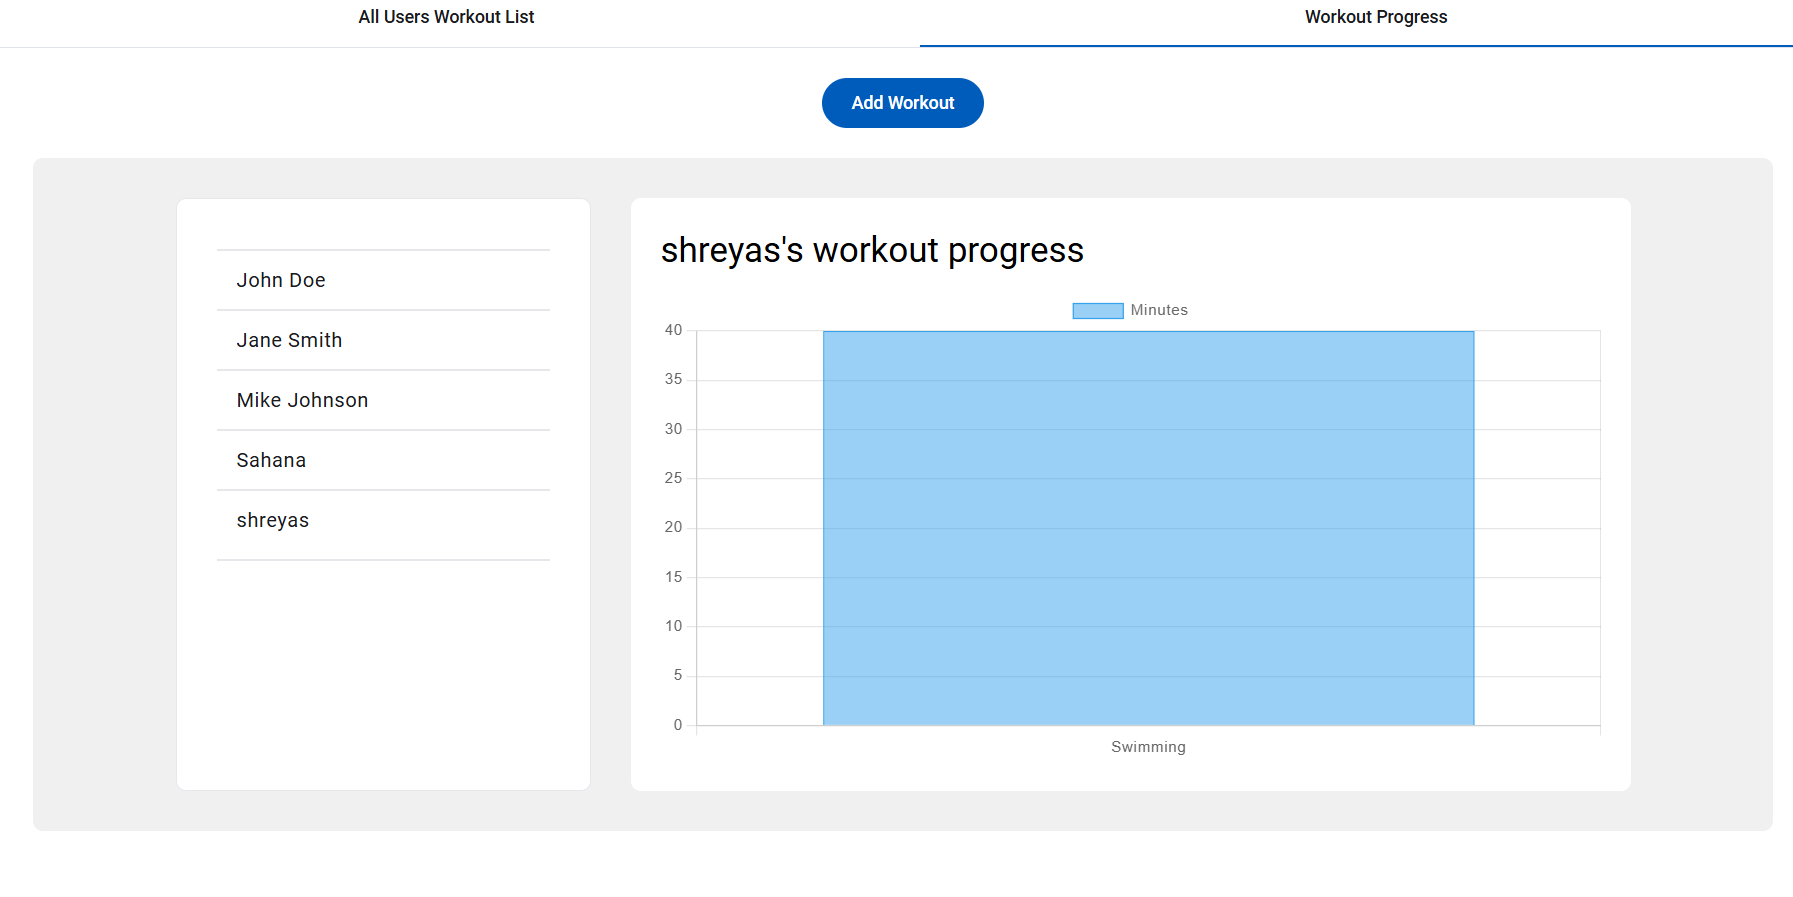 All Users Workout List
Workout Progress
Add Workout
John Doe
Jane Smith
Mike Johnson
Sahana
shreyas
shreyas's workout progress
Minutes
40
35
30
25
20
15
10
5
0
Swimming